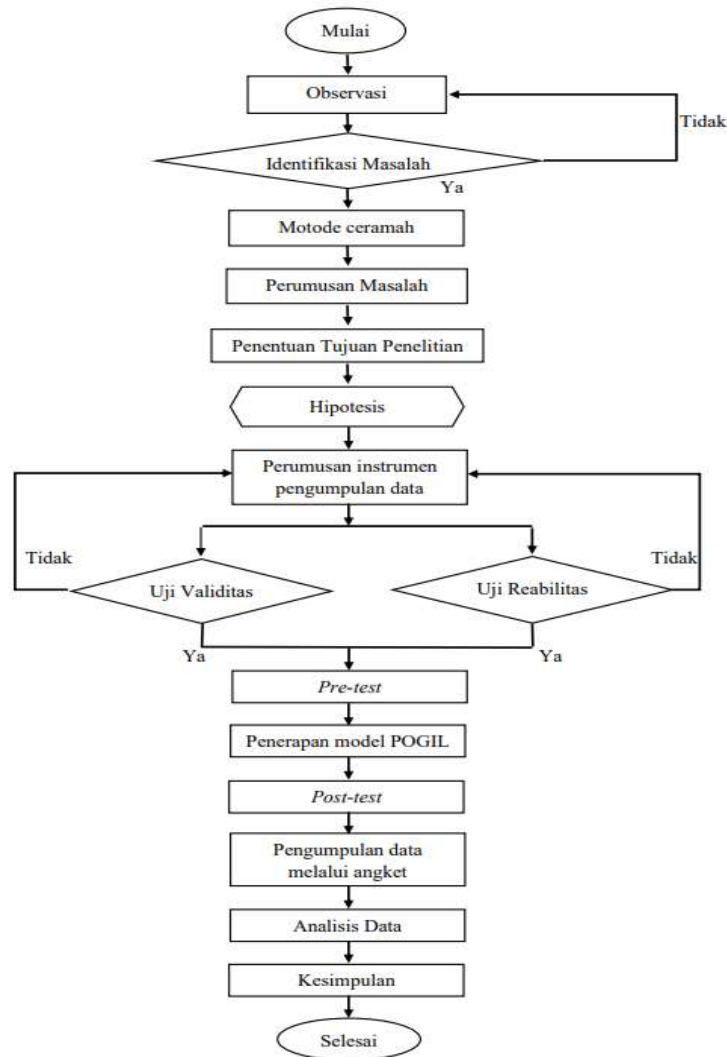 Mulai
Observasi
Tidak
Identifikasi Masalah
Ya
Motode ceramah
Perumusan Masalah
Penentuan Tujuan Penelitian
Hipotesis
Perumusan instrumen
pengumpulan data
Tidak
Tidak
Uji Validitas
Uji Reabilitas
Ya
Ya
Pre-test
Penerapan model POGIL
Post-test
Pengumpulan data
melalui angket
Analisis Data
Kesimpulan
Selesai